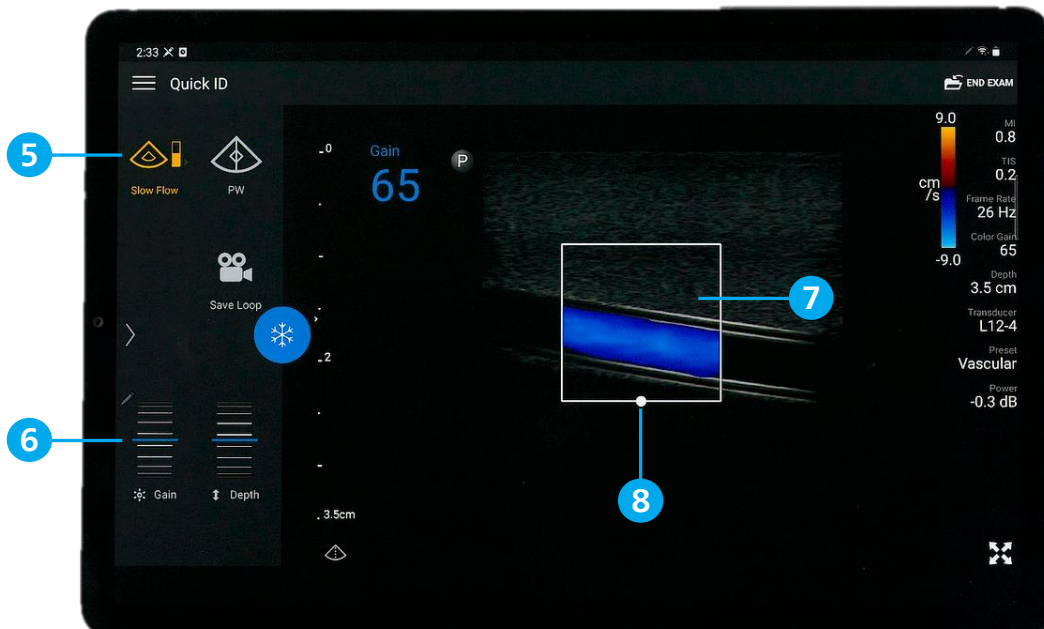 2:33
Quick ID
END EXAM
5
Slow Flow
PW
Save Loop
6
Gain
Depth
0
2
3.5cm
Gain
65
P
7
8
9.0
cm
/s
-9.0
MI
0.8
TIS
0.2
Frame Rate
26 Hz
Color Gain
65
Depth
3.5 cm
Transducer
L12-4
Preset
Vascular
Power
-0.3 dB